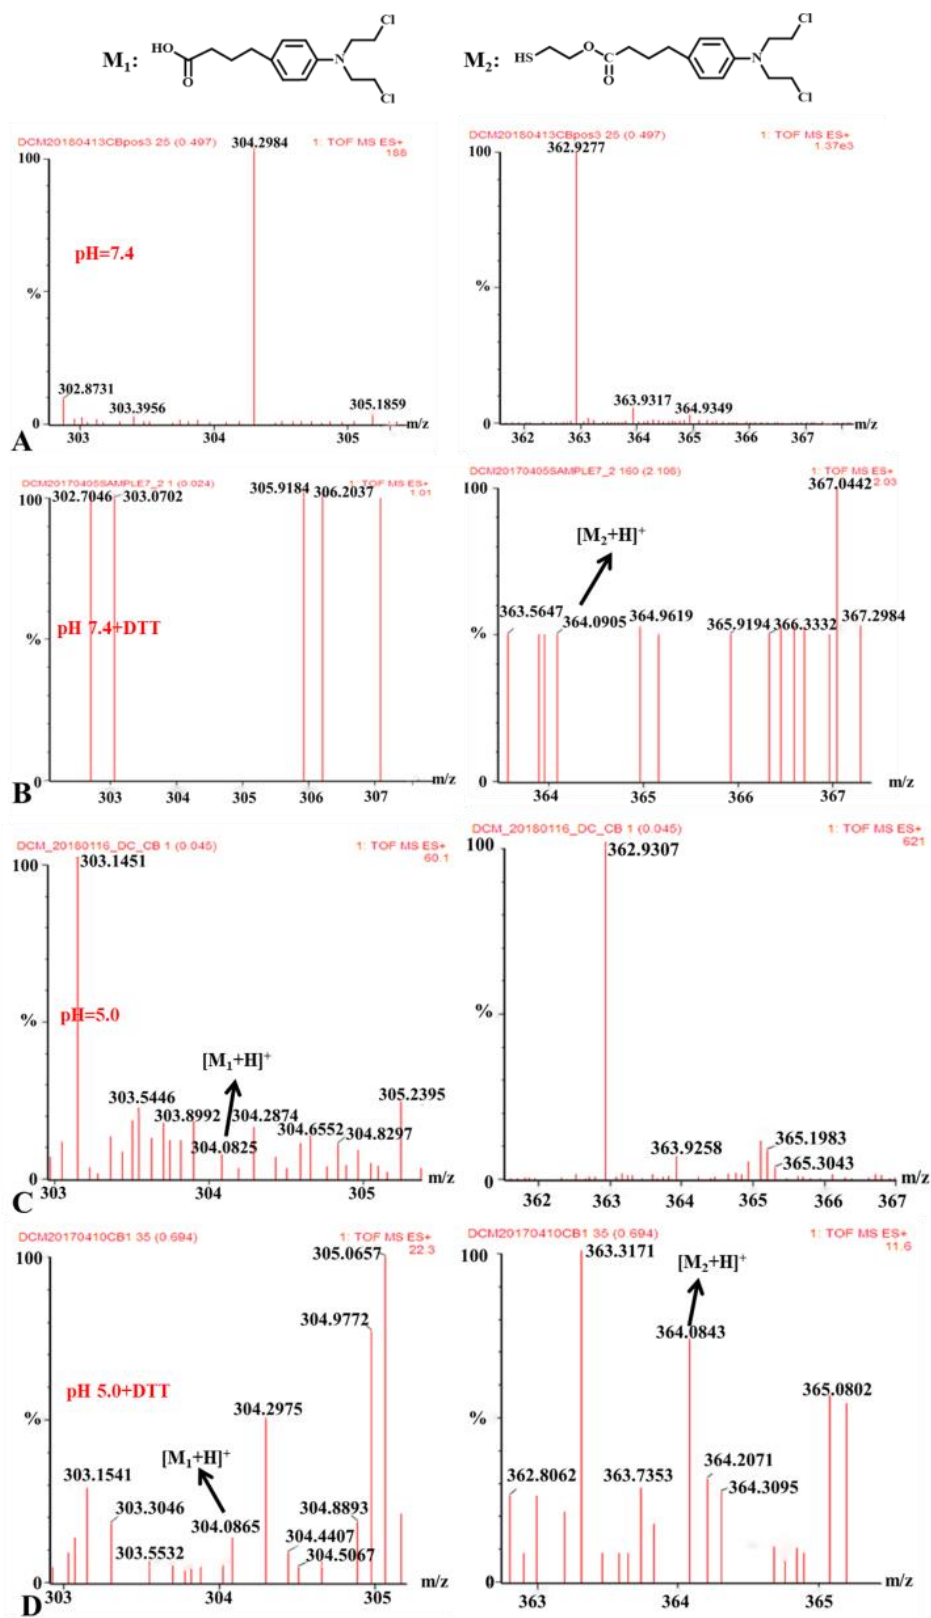 M₁:
HO
O
N
Cl
Cl
M₂:
HS
O
O
N
Cl
Cl
DCM20180413CBpos3 25 (0.497)
1: TOF MS ES+
188
100
304.2984
pH=7.4
%
302.8731
303.3956
305.1859
0
303
304
305
m/z
A
DCM20180413CBpos3 25 (0.497)
1: TOF MS ES+
1.37e3
100
362.9277
%
363.9317
364.9349
0
362
363
364
365
366
367
m/z
DCM20170405SAMPLE7_2 1 (0.024)
1: TOF MS ES+
1.01
100
302.7046
303.0702
305.9184
306.2037
pH 7.4+DTT
%
0
303
304
305
306
307
m/z
B
DCM20170405SAMPLE7_2 160 (2.106)
1: TOF MS ES+
2.03
100
367.0442
[M₂+H]⁺
363.5647
364.0905
364.9619
365.9194
366.3332
367.2984
%
0
364
365
366
367
m/z
DCM_20180116_DC_CB 1 (0.045)
1: TOF MS ES+
60.1
100
303.1451
pH=5.0
%
[M₁+H]⁺
303.5446
303.8992
304.0825
304.2874
304.6552
304.8297
305.2395
0
303
304
305
m/z
C
DCM_20180116_DC_CB 1 (0.045)
1: TOF MS ES+
621
100
362.9307
%
363.9258
365.1983
365.3043
0
362
363
364
365
366
367
m/z
DCM20170410CB1 35 (0.694)
1: TOF MS ES+
22.3
100
305.0657
304.9772
pH 5.0+DTT
304.2975
%
[M₁+H]⁺
303.1541
303.3046
303.5532
304.0865
304.8893
304.4407
304.5067
0
303
304
305
m/z
D
DCM20170410CB1 35 (0.694)
1: TOF MS ES+
11.6
100
363.3171
[M₂+H]⁺
364.0843
365.0802
%
362.8062
363.7353
364.2071
364.3095
0
363
364
365
m/z